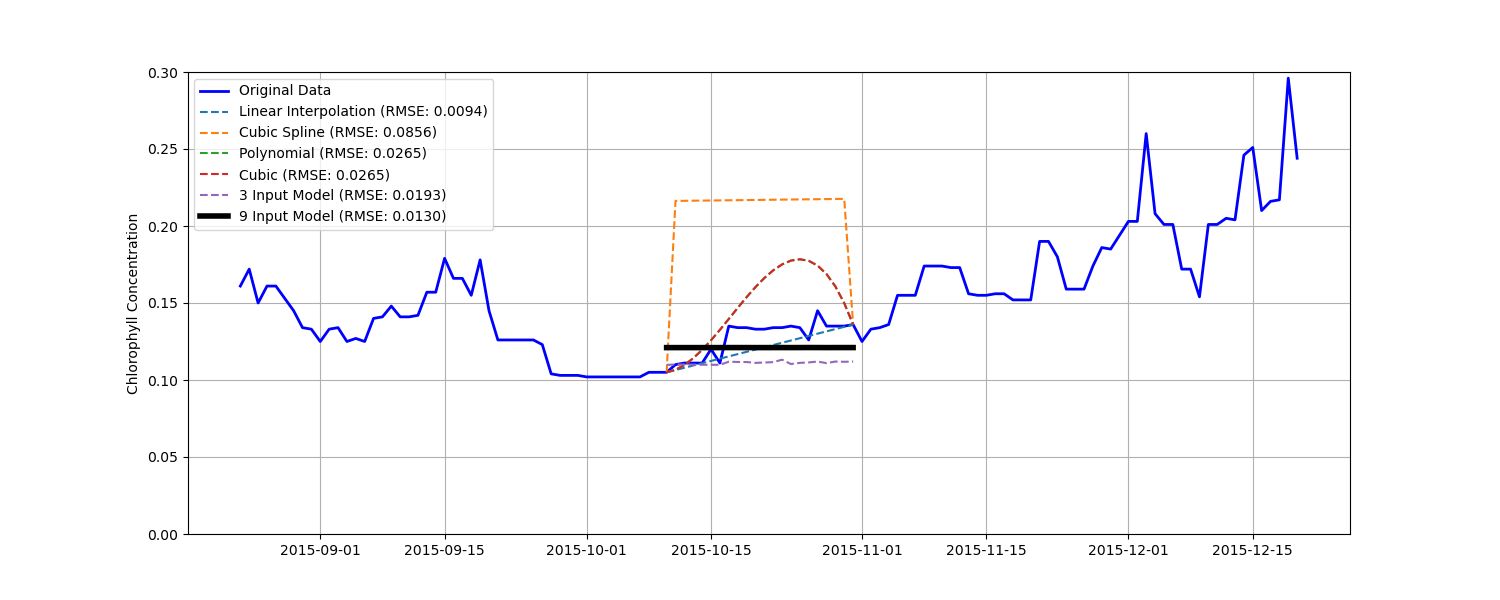 0.30
0.25
0.20
0.15
0.10
0.05
0.00
Chlorophyll Concentration
Original Data
Linear Interpolation (RMSE: 0.0094)
Cubic Spline (RMSE: 0.0856)
Polynomial (RMSE: 0.0265)
Cubic (RMSE: 0.0265)
3 Input Model (RMSE: 0.0193)
9 Input Model (RMSE: 0.0130)
2015-09-01 2015-09-15 2015-10-01 2015-10-15 2015-11-01 2015-11-15 2015-12-01 2015-12-15